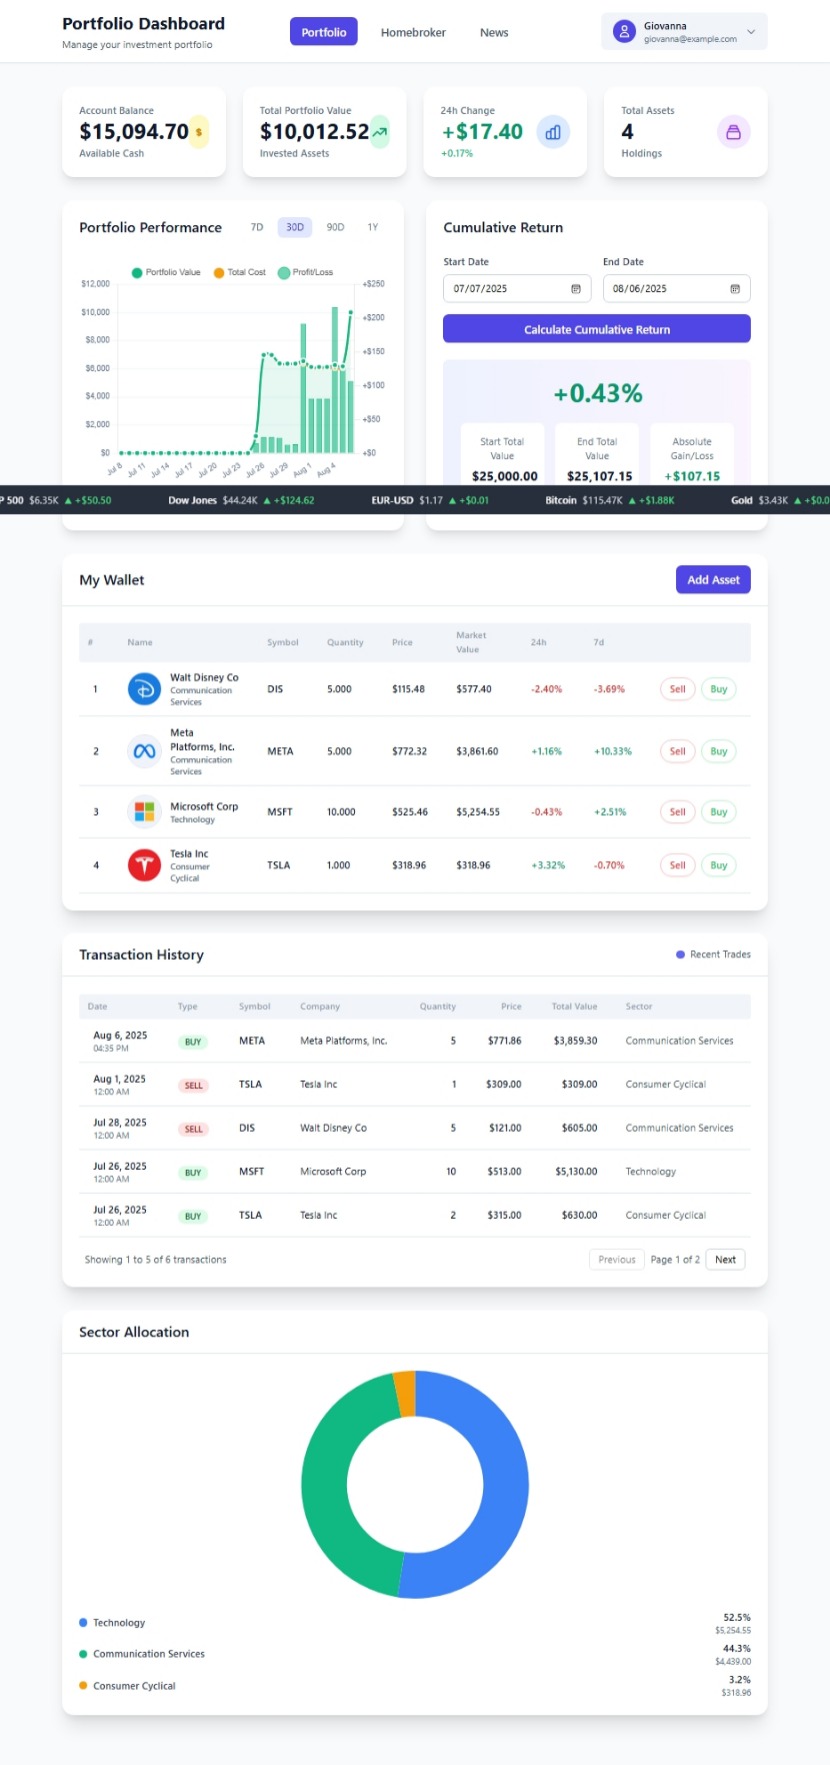 Portfolio Dashboard
Manage your investment portfolio
Portfolio
Homebroker
News
Giovanna
giovanna@example.com
Account Balance
$15,094.70
$
Available Cash
Total Portfolio Value
$10,012.52
Invested Assets
24h Change
+$17.40
+0.17%
Total Assets
4
Holdings
Portfolio Performance
7D 30D 90D 1Y
Portfolio Value Total Cost Profit/Loss
$12,000
$10,000
$8,000
$6,000
$4,000
$2,000
$0
+$250
+$200
+$150
+$100
+$50
+$0
Jul 8 Jul 11 Jul 14 Jul 17 Jul 20 Jul 23 Jul 26 Jul 29 Aug 1 Aug 4
Cumulative Return
Start Date
07/07/2025
End Date
08/06/2025
Calculate Cumulative Return
+0.43%
Start Total
Value
$25,000.00
End Total
Value
$25,107.15
Absolute
Gain/Loss
+$107.15
P 500 $6.35K ▲ +$50.50 Dow Jones $44.24K ▲ +$124.62 EUR-USD $1.17 ▲ +$0.01 Bitcoin $115.47K ▲ +$1.88K Gold $3.43K ▲ +$0.0
My Wallet
Add Asset
# Name Symbol Quantity Price Market
Value 24h 7d
1 Walt Disney Co
Communication
Services
DIS 5.000 $115.48 $577.40 -2.40% -3.69% Sell Buy
2 Meta
Platforms, Inc.
Communication
Services
META 5.000 $772.32 $3,861.60 +1.16% +10.33% Sell Buy
3 Microsoft Corp
Technology
MSFT 10.000 $525.46 $5,254.55 -0.43% +2.51% Sell Buy
4 Tesla Inc
Consumer
Cyclical
TSLA 1.000 $318.96 $318.96 +3.32% -0.70% Sell Buy
Transaction History
Recent Trades
Date Type Symbol Company Quantity Price Total Value Sector
Aug 6, 2025
04:35 PM
BUY META Meta Platforms, Inc. 5 $771.86 $3,859.30 Communication Services
Aug 1, 2025
12:00 AM
SELL TSLA Tesla Inc 1 $309.00 $309.00 Consumer Cyclical
Jul 28, 2025
12:00 AM
SELL DIS Walt Disney Co 5 $121.00 $605.00 Communication Services
Jul 26, 2025
12:00 AM
BUY MSFT Microsoft Corp 10 $513.00 $5,130.00 Technology
Jul 26, 2025
12:00 AM
BUY TSLA Tesla Inc 2 $315.00 $630.00 Consumer Cyclical
Showing 1 to 5 of 6 transactions
Previous Page 1 of 2 Next
Sector Allocation
Technology
52.5%
$5,254.55
Communication Services
44.3%
$4,439.00
Consumer Cyclical
3.2%
$318.96